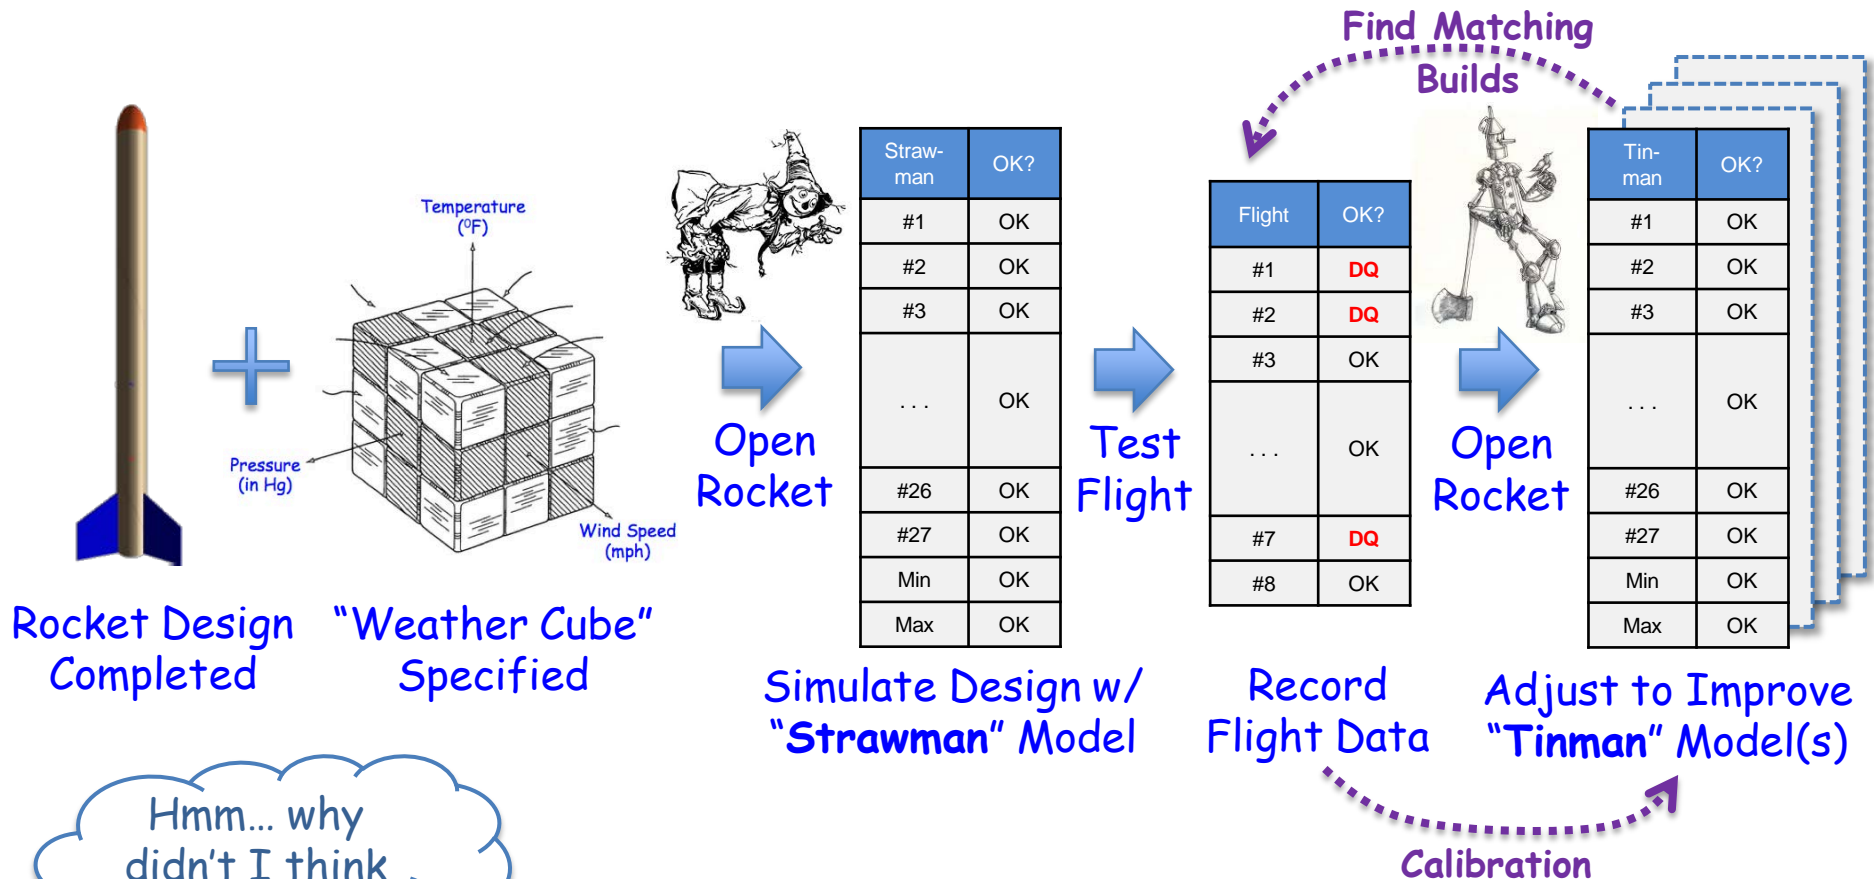 Find Matching
Builds
Temperature
(⁰F)
Pressure
(in Hg)
Wind Speed
(mph)
Straw-
man OK?
#1 OK
#2 OK
#3 OK
. . . OK
#26 OK
#27 OK
Min OK
Max OK
Flight OK?
#1 DQ
#2 DQ
#3 OK
. . . OK
#7 DQ
#8 OK
Tin-
man OK?
#1 OK
#2 OK
#3 OK
. . . OK
#26 OK
#27 OK
Min OK
Max OK
Open
Rocket
Test
Flight
Open
Rocket
Rocket Design
Completed
“Weather Cube”
Specified
Simulate Design w/
“Strawman” Model
Record
Flight Data
Adjust to Improve
“Tinman” Model(s)
Hmm... why
didn't I think
Calibration